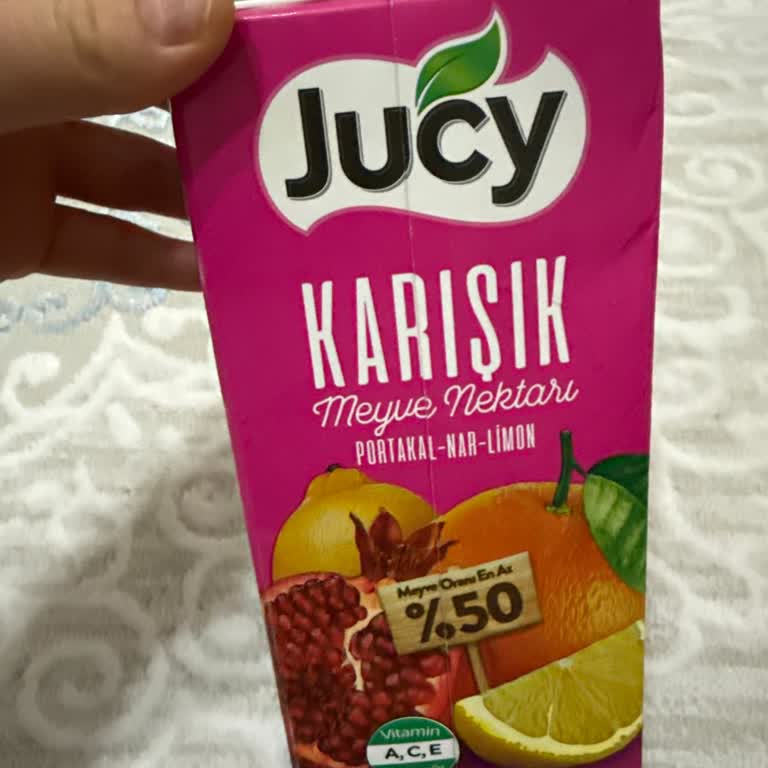 Jucy
KARIŞIK
Meyve Nektarı
PORTAKAL-NAR-LİMON
Meyve Oranı En Az
%50
Vitamin
A, C, E